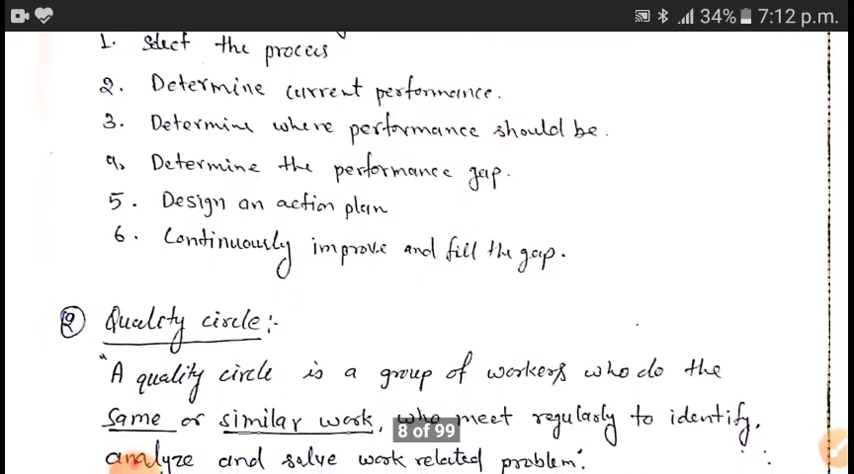 34% 7:12 p.m.
1. Select the process
2. Determine current performance.
3. Determine where performance should be.
4. Determine the performance gap.
5. Design an action plan
6. Continuously improve and fill the gap.
② Quality circle :-
"A quality circle is a group of workers who do the
same or similar work, who meet regularly to identify,
8 of 99
analyze and solve work related problem".